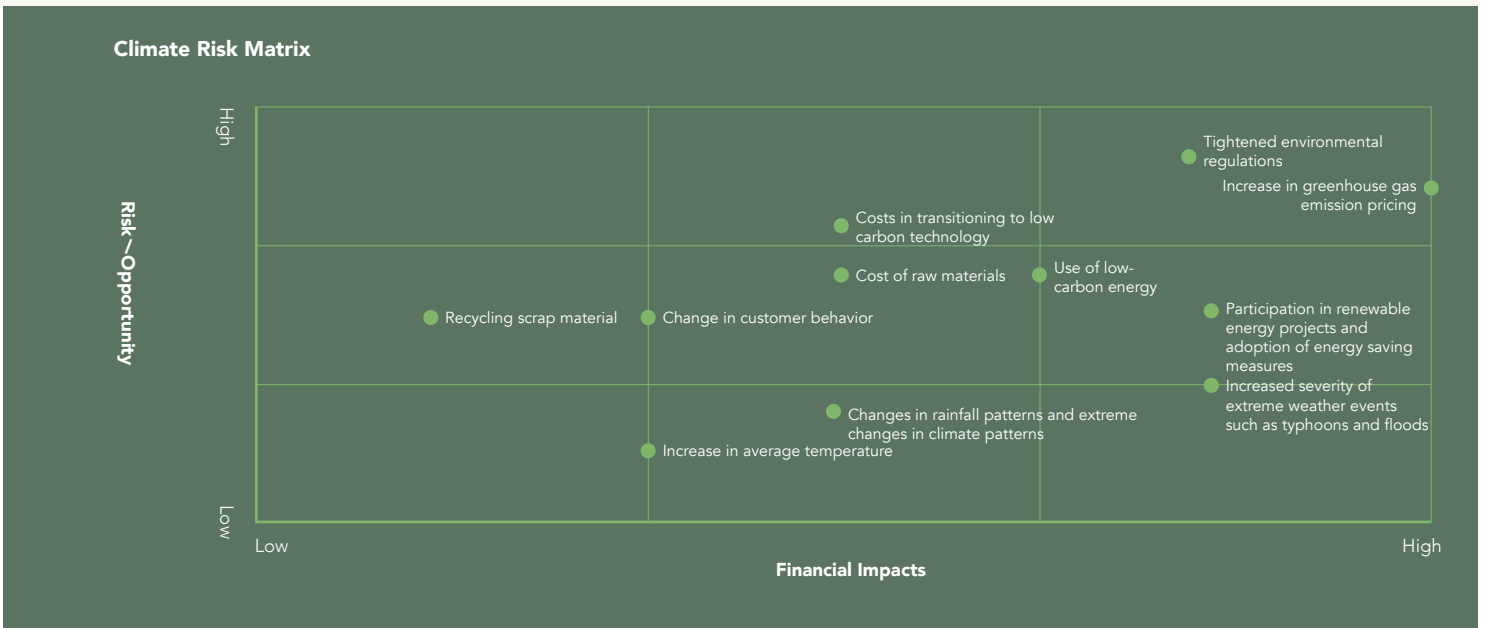 Climate Risk Matrix
High
Risk~Opportunity
Low
Tightened environmental
regulations
Increase in greenhouse gas
emission pricing
Costs in transitioning to low
carbon technology
Cost of raw materials
Use of low-
carbon energy
Recycling scrap material
Change in customer behavior
Participation in renewable
energy projects and
adoption of energy saving
measures
Increased severity of
extreme weather events
such as typhoons and floods
Changes in rainfall patterns and extreme
changes in climate patterns
Increase in average temperature
Low
High
Financial Impacts